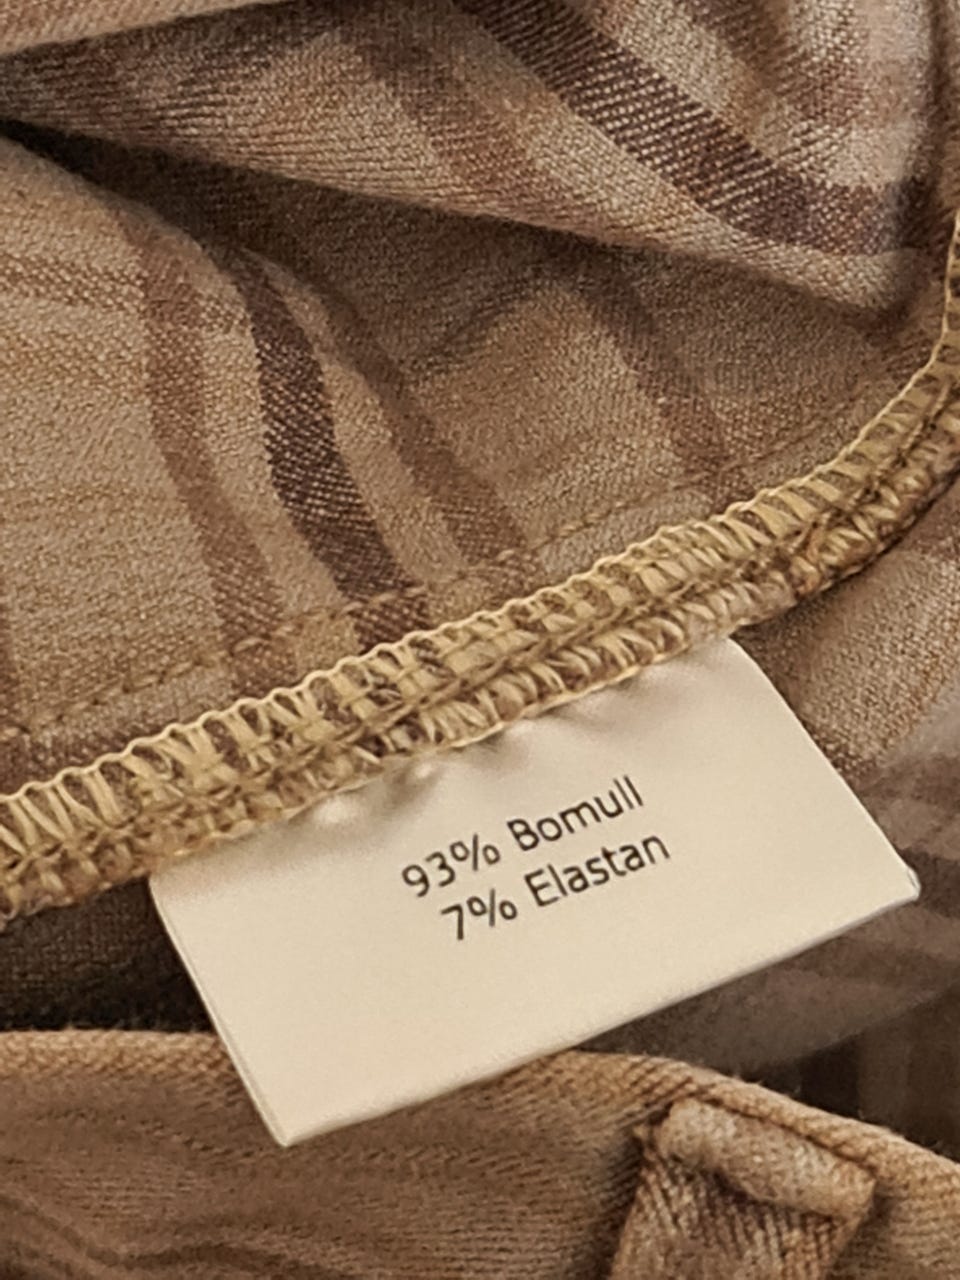 93% Bomull
7% Elastan